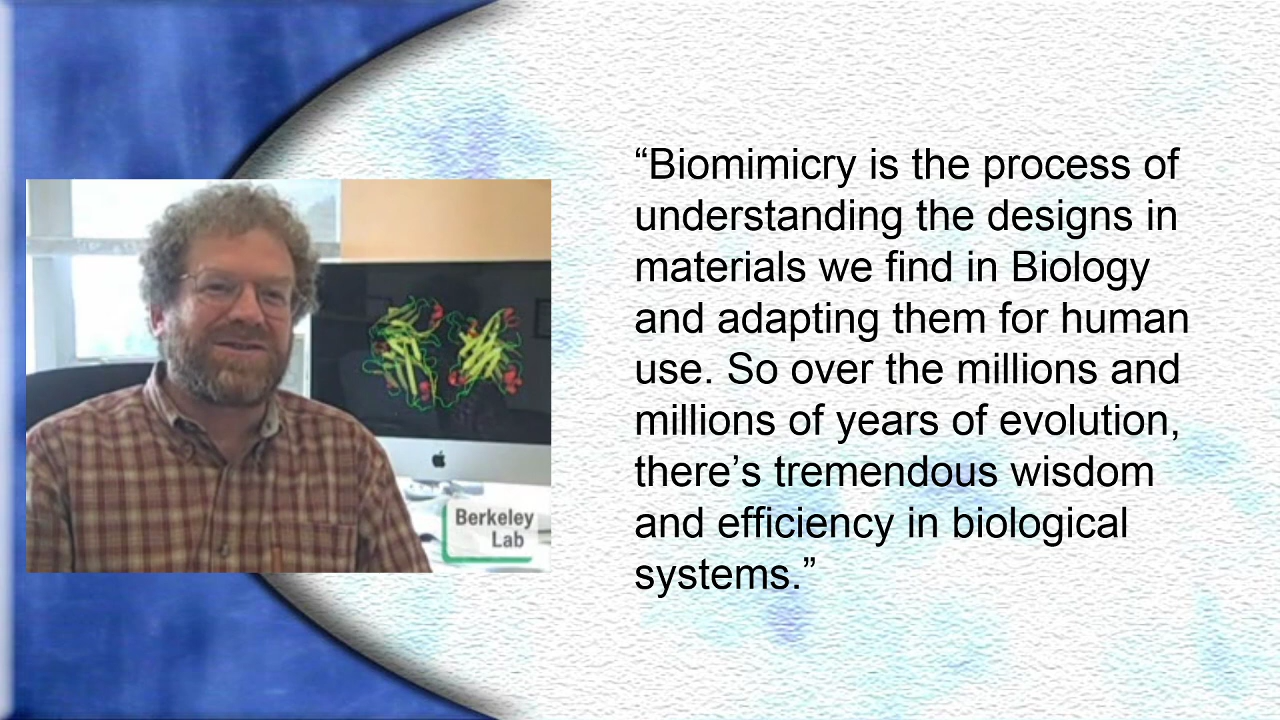 “Biomimicry is the process of
understanding the designs in
materials we find in Biology
and adapting them for human
use. So over the millions and
millions of years of evolution,
there’s tremendous wisdom
and efficiency in biological
systems.”
Berkeley
Lab